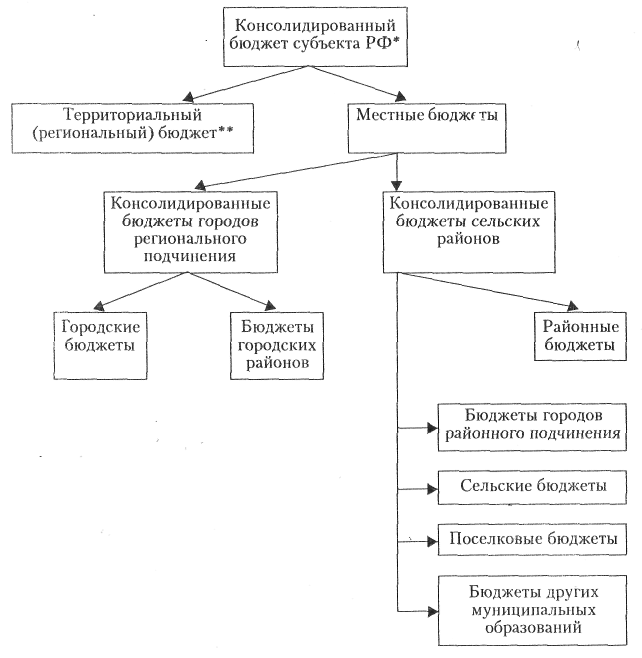 Консолидированный
бюджет субъекта РФ*
Территориальный
(региональный) бюджет**
Местные бюджеты
Консолидированные
бюджеты городов
регионального
подчинения
Консолидированные
бюджеты сельских
районов
Городские
бюджеты
Бюджеты
городских
районов
Районные
бюджеты
Бюджеты городов
районного подчинения
Сельские бюджеты
Поселковые бюджеты
Бюджеты других
муниципальных
образований